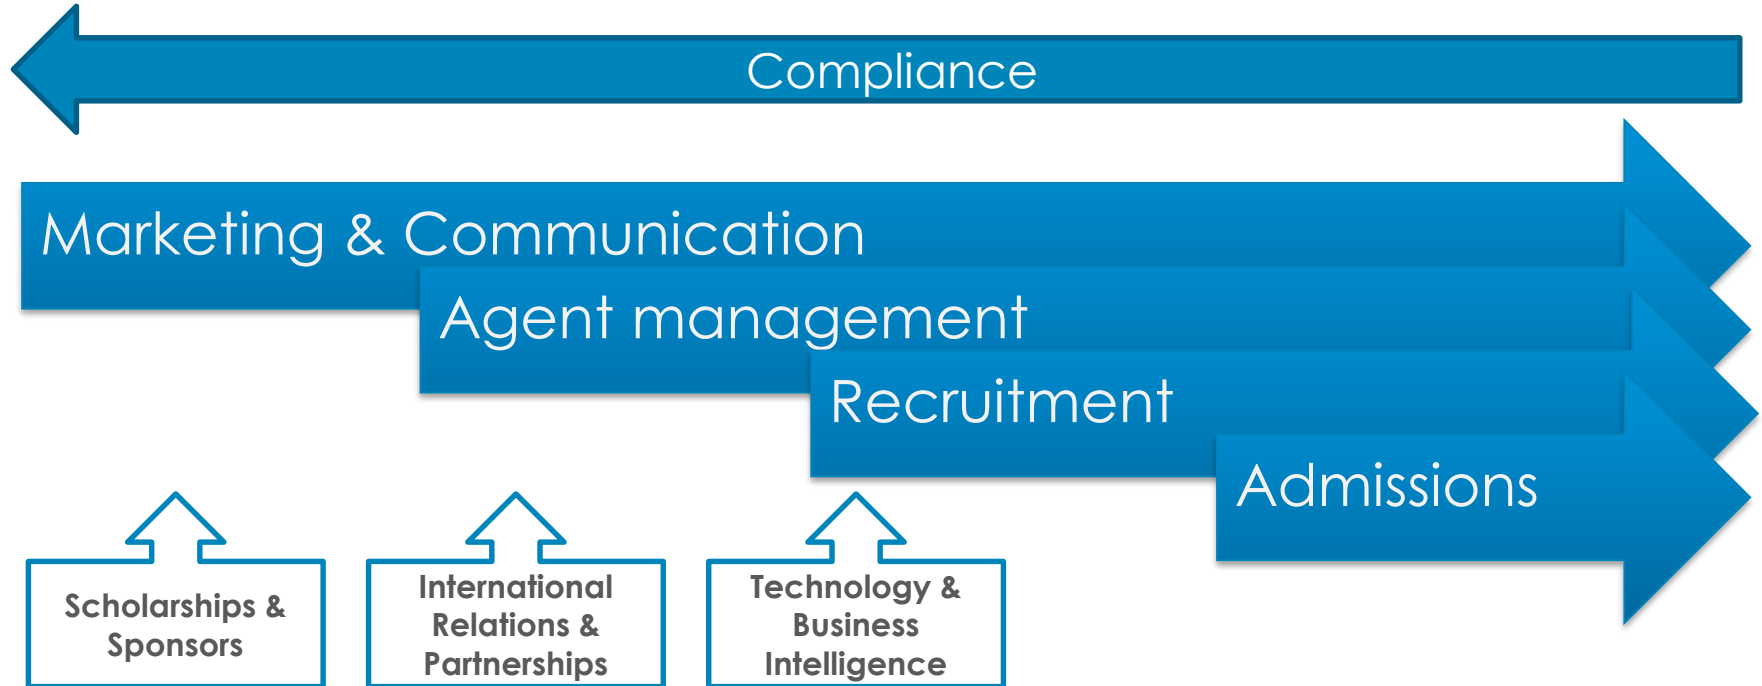 Compliance
Marketing & Communication
Agent management
Recruitment
Admissions
Scholarships &
Sponsors
International
Relations &
Partnerships
Technology &
Business
Intelligence